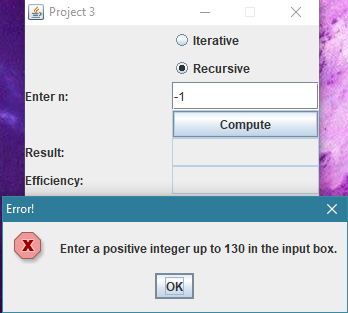 Project 3
Iterative
Recursive
Enter n:
-1
Compute
Result:
Efficiency:
Error!
Enter a positive integer up to 130 in the input box.
OK